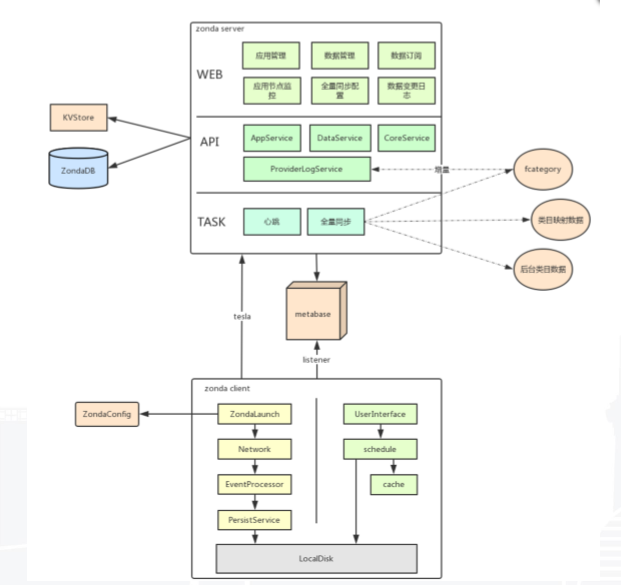 zonda server
应用管理
数据管理
数据订阅
WEB
应用节点监
控
全量同步配
置
数据变更日
志
KVStore
ZondaDB
API
AppService
DataService
CoreService
ProviderLogService
增量
fcategory
TASK
心跳
全量同步
类目映射数据
后台类目数据
metabase
tesla
listener
zonda client
ZondaConfig
ZondaLaunch
UserInterface
Network
schedule
EventProcessor
cache
PersistService
LocalDisk